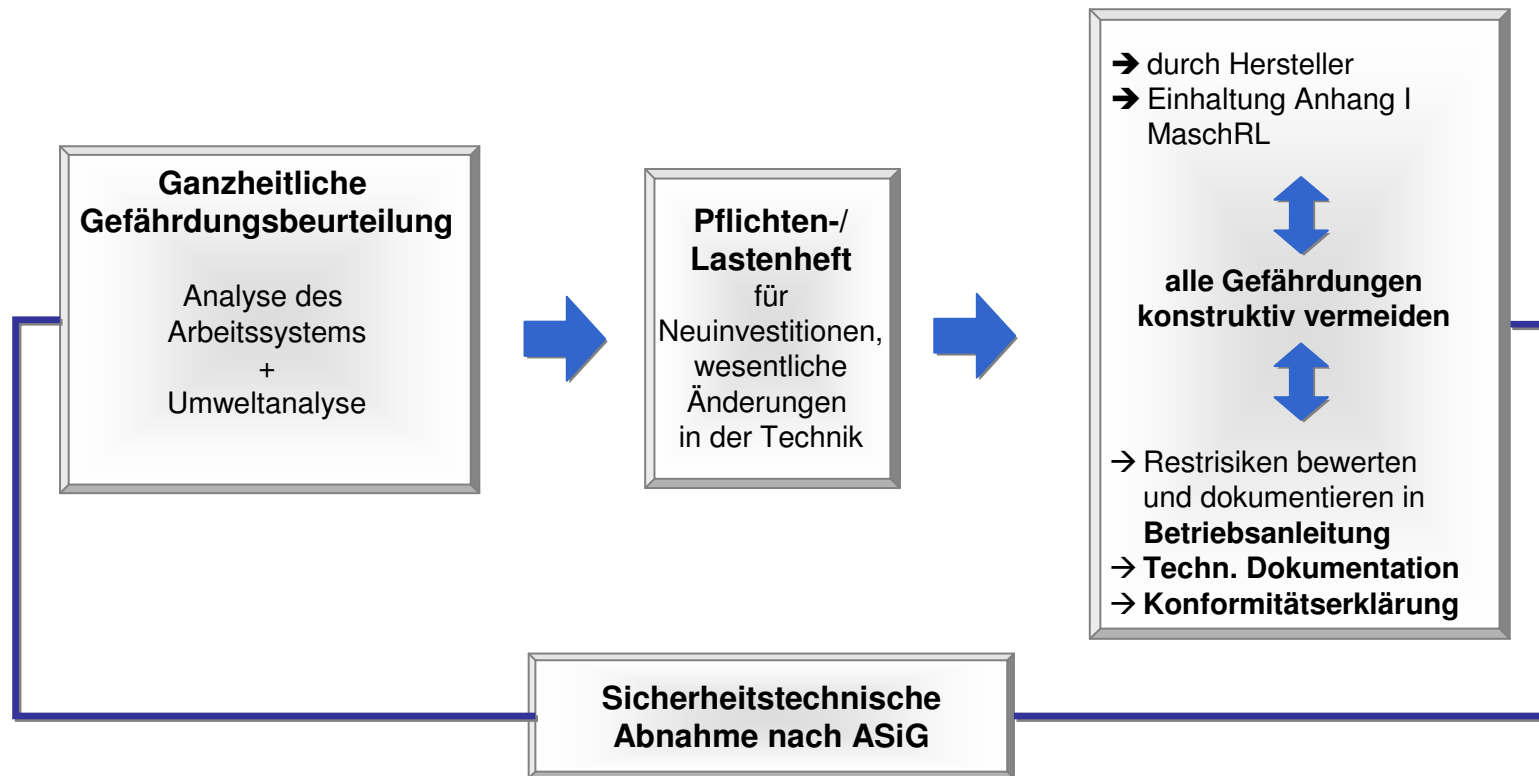 Ganzheitliche
Gefährdungsbeurteilung
Analyse des
Arbeitssystems
+
Umweltanalyse
Pflichten-/
Lastenheft
für
Neuinvestitionen,
wesentliche
Änderungen
in der Technik
➔ durch Hersteller
➔ Einhaltung Anhang I
MaschRL
alle Gefährdungen
konstruktiv vermeiden
→ Restrisiken bewerten
und dokumentieren in
Betriebsanleitung
→ Techn. Dokumentation
→ Konformitätserklärung
Sicherheitstechnische
Abnahme nach ASiG